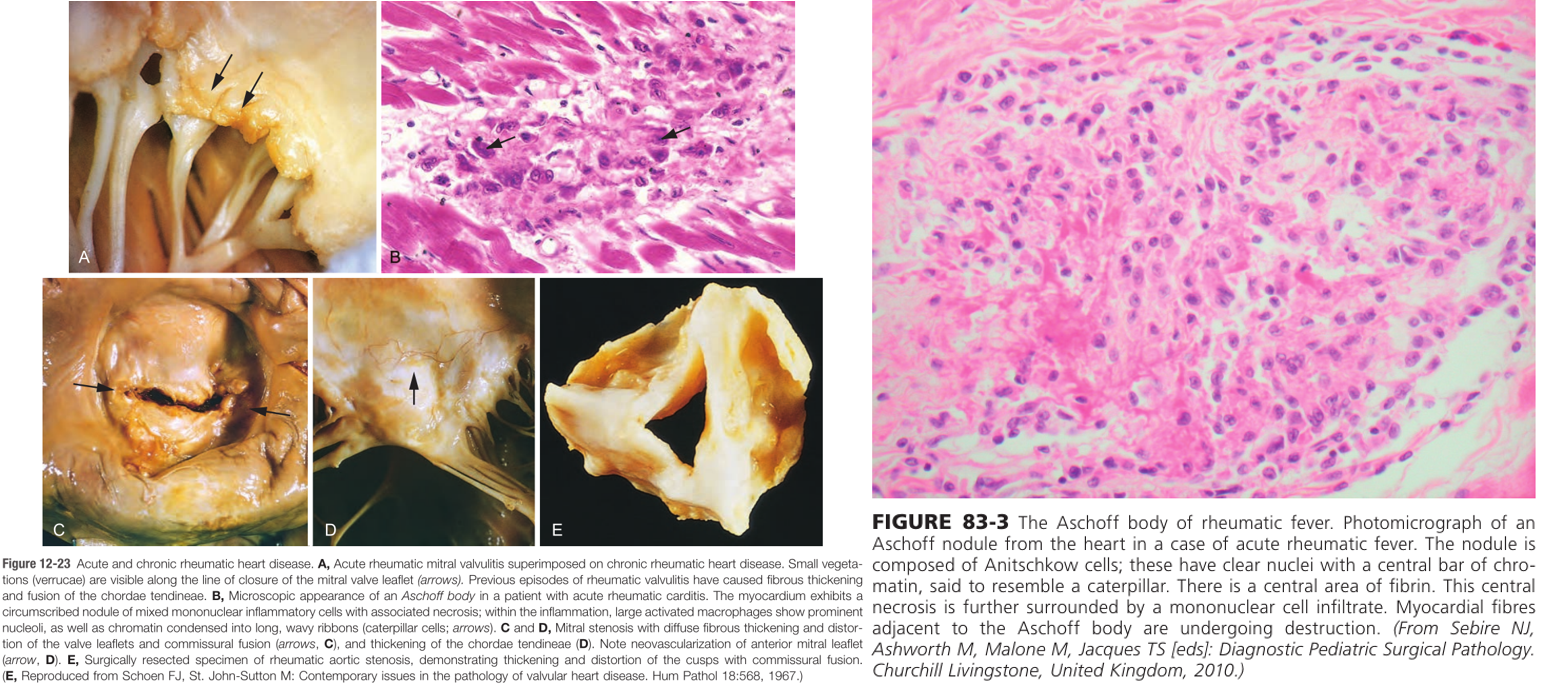 A
B
C
D
E
Figure 12-23 Acute and chronic rheumatic heart disease. A, Acute rheumatic mitral valvulitis superimposed on chronic rheumatic heart disease. Small vegeta-
tions (verrucae) are visible along the line of closure of the mitral valve leaflet (arrows). Previous episodes of rheumatic valvulitis have caused fibrous thickening
and fusion of the chordae tendineae. B, Microscopic appearance of an Aschoff body in a patient with acute rheumatic carditis. The myocardium exhibits a
circumscribed nodule of mixed mononuclear inflammatory cells with associated necrosis; within the inflammation, large activated macrophages show prominent
nucleoli, as well as chromatin condensed into long, wavy ribbons (caterpillar cells; arrows). C and D, Mitral stenosis with diffuse fibrous thickening and distor-
tion of the valve leaflets and commissural fusion (arrows, C), and thickening of the chordae tendineae (D). Note neovascularization of anterior mitral leaflet
(arrow, D). E, Surgically resected specimen of rheumatic aortic stenosis, demonstrating thickening and distortion of the cusps with commissural fusion.
(E, Reproduced from Schoen FJ, St. John-Sutton M: Contemporary issues in the pathology of valvular heart disease. Hum Pathol 18:568, 1967.)
FIGURE 83-3 The Aschoff body of rheumatic fever. Photomicrograph of an
Aschoff nodule from the heart in a case of acute rheumatic fever. The nodule is
composed of Anitschkow cells; these have clear nuclei with a central bar of chro-
matin, said to resemble a caterpillar. There is a central area of fibrin. This central
necrosis is further surrounded by a mononuclear cell infiltrate. Myocardial fibres
adjacent to the Aschoff body are undergoing destruction. (From Sebire NJ,
Ashworth M, Malone M, Jacques TS [eds]: Diagnostic Pediatric Surgical Pathology.
Churchill Livingstone, United Kingdom, 2010.)